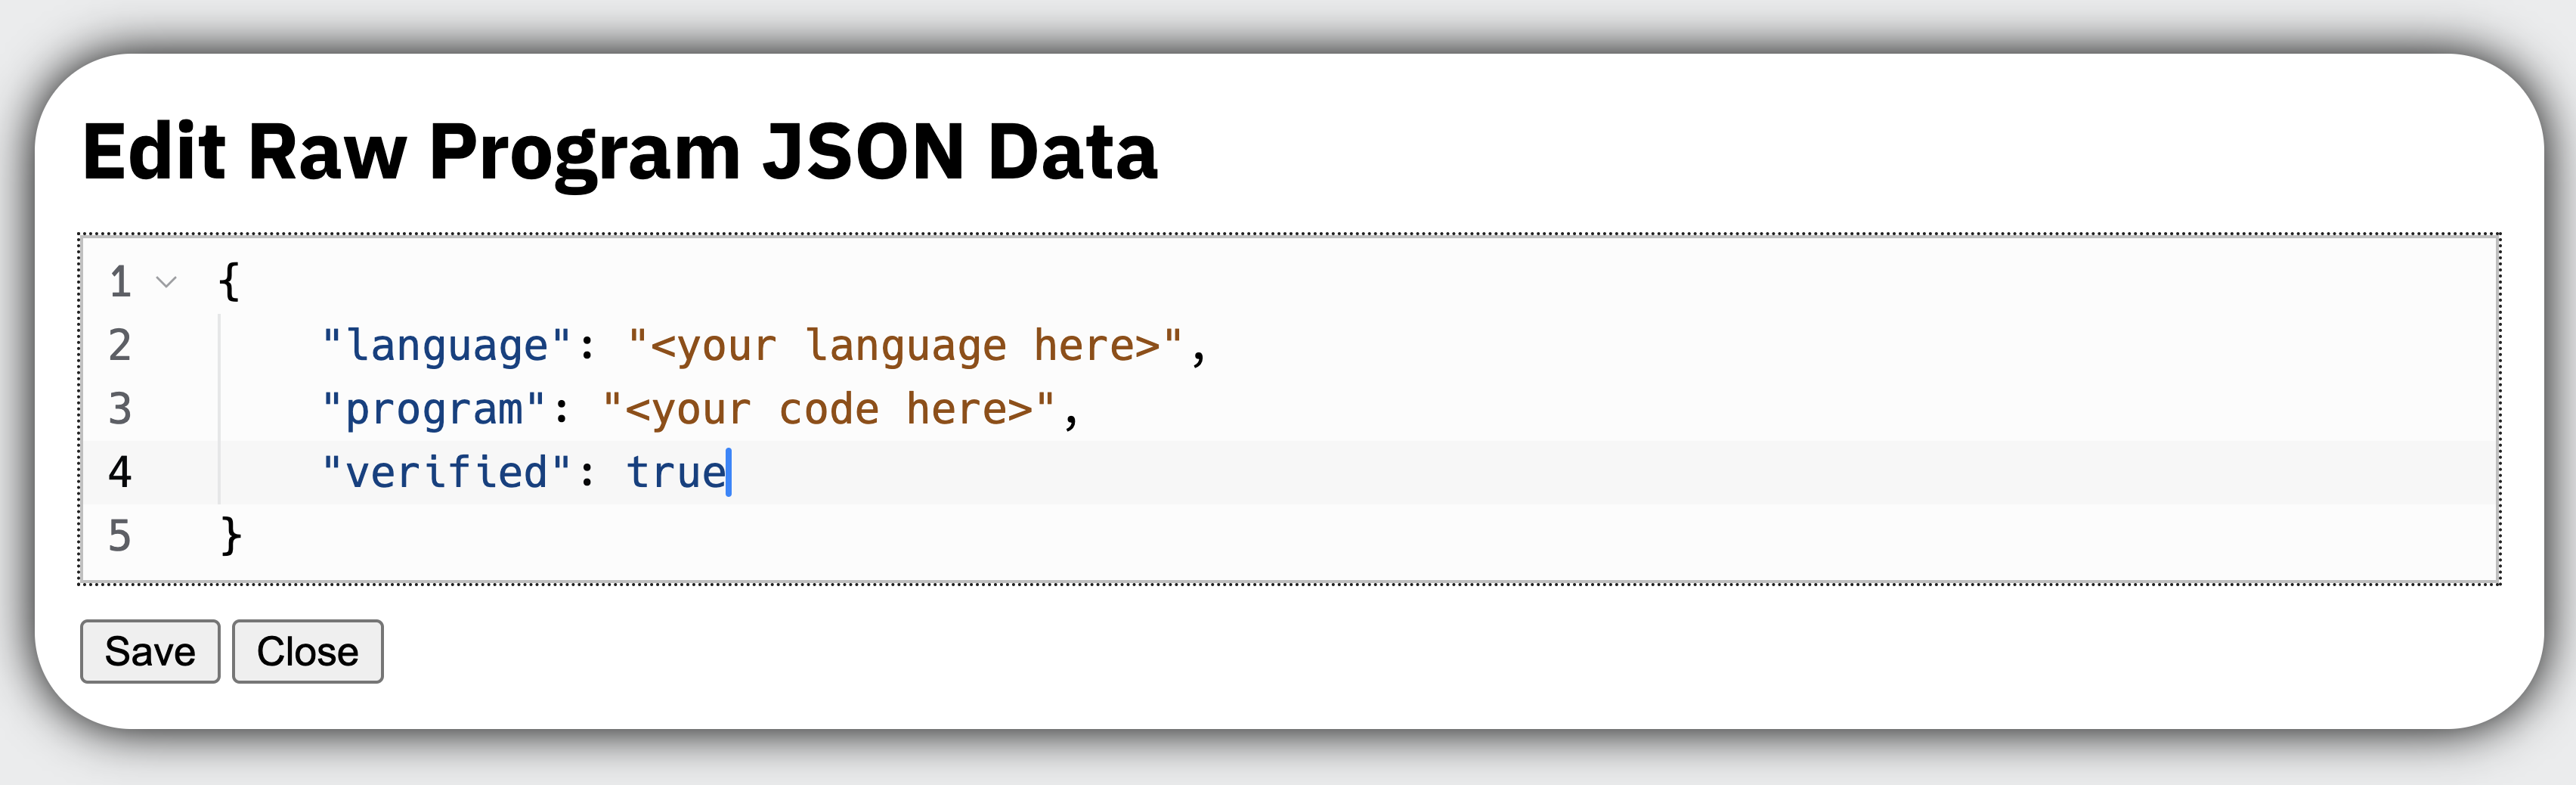 Edit Raw Program JSON Data
1 {
2 "language": "<your language here>",
3 "program": "<your code here>",
4 "verified": true
5 }
Save Close